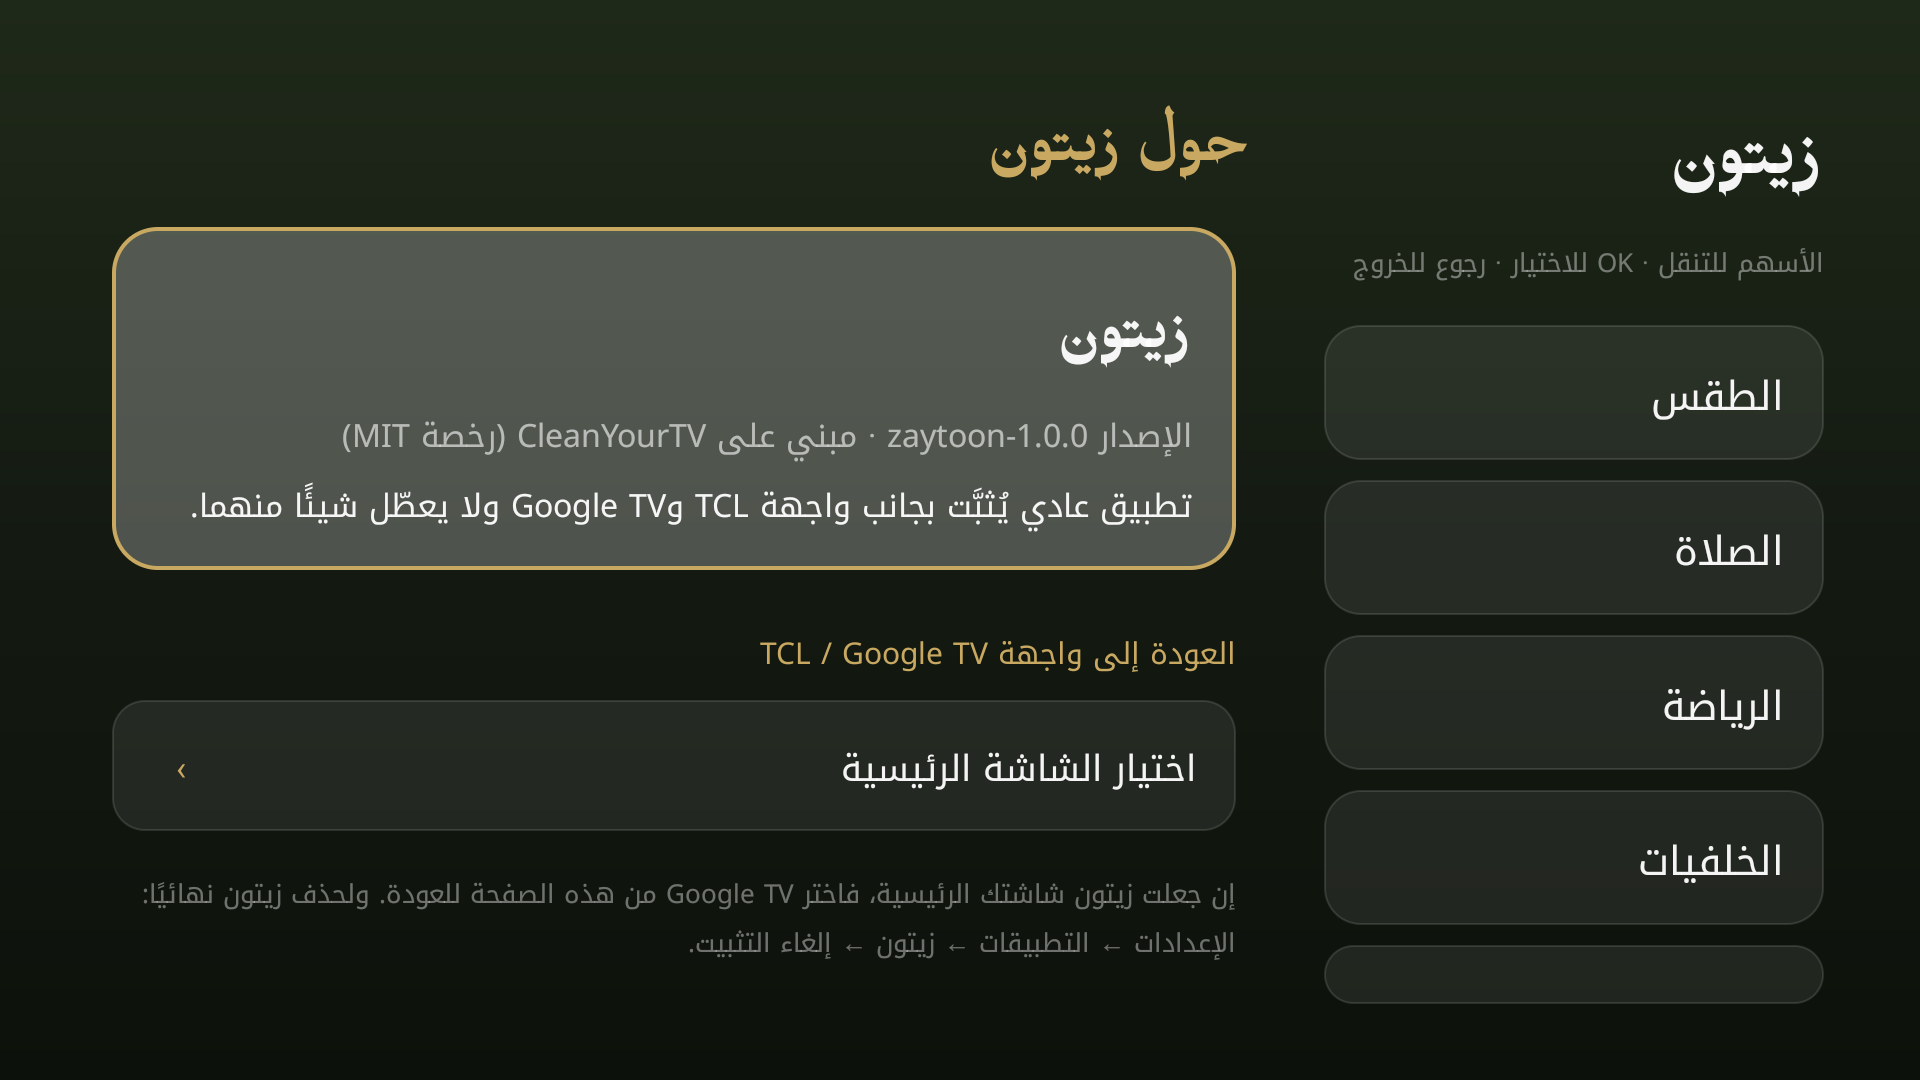 زيتون
الأسهم للتنقل · OK للاختيار · رجوع للخروج
الطقس
الصلاة
الرياضة
الخلفيات
حول زيتون
زيتون
الإصدار zaytoon-1.0.0 · مبني على CleanYourTV (رخصة MIT)
تطبيق عادي يُثبَّت بجانب واجهة TCL وGoogle TV ولا يعطّل شيئًا منهما.
العودة إلى واجهة TCL / Google TV
اختيار الشاشة الرئيسية ‹
إن جعلت زيتون شاشتك الرئيسية، فاختر Google TV من هذه الصفحة للعودة. ولحذف زيتون نهائيًا:
الإعدادات ← التطبيقات ← زيتون ← إلغاء التثبيت.